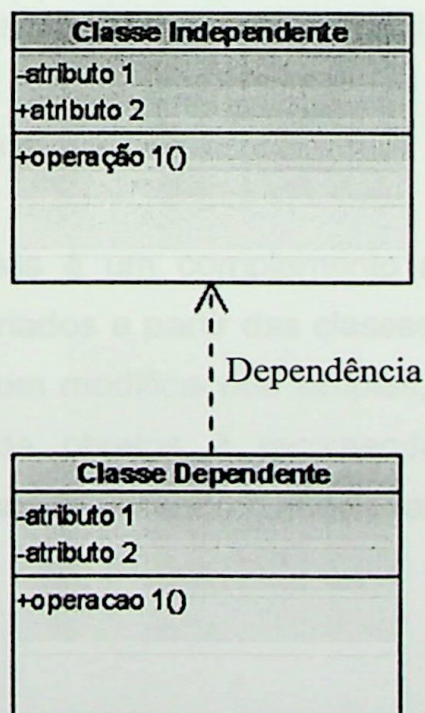 Classe Independente
-atributo 1
+atributo 2
+operação 1()
Dependência
Classe Dependente
-atributo 1
-atributo 2
+operacao 1()